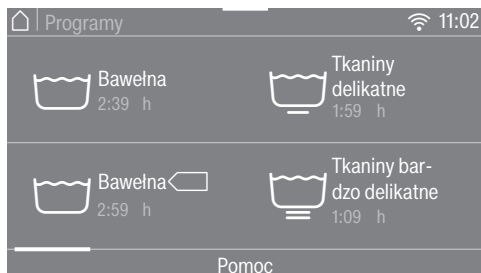 Programy
11:02
Bawełna
2:39 h
Tkaniny
delikatne
1:59 h
Bawełna
2:59 h
Tkaniny bar-
dzo delikatne
1:09 h
Pomoc